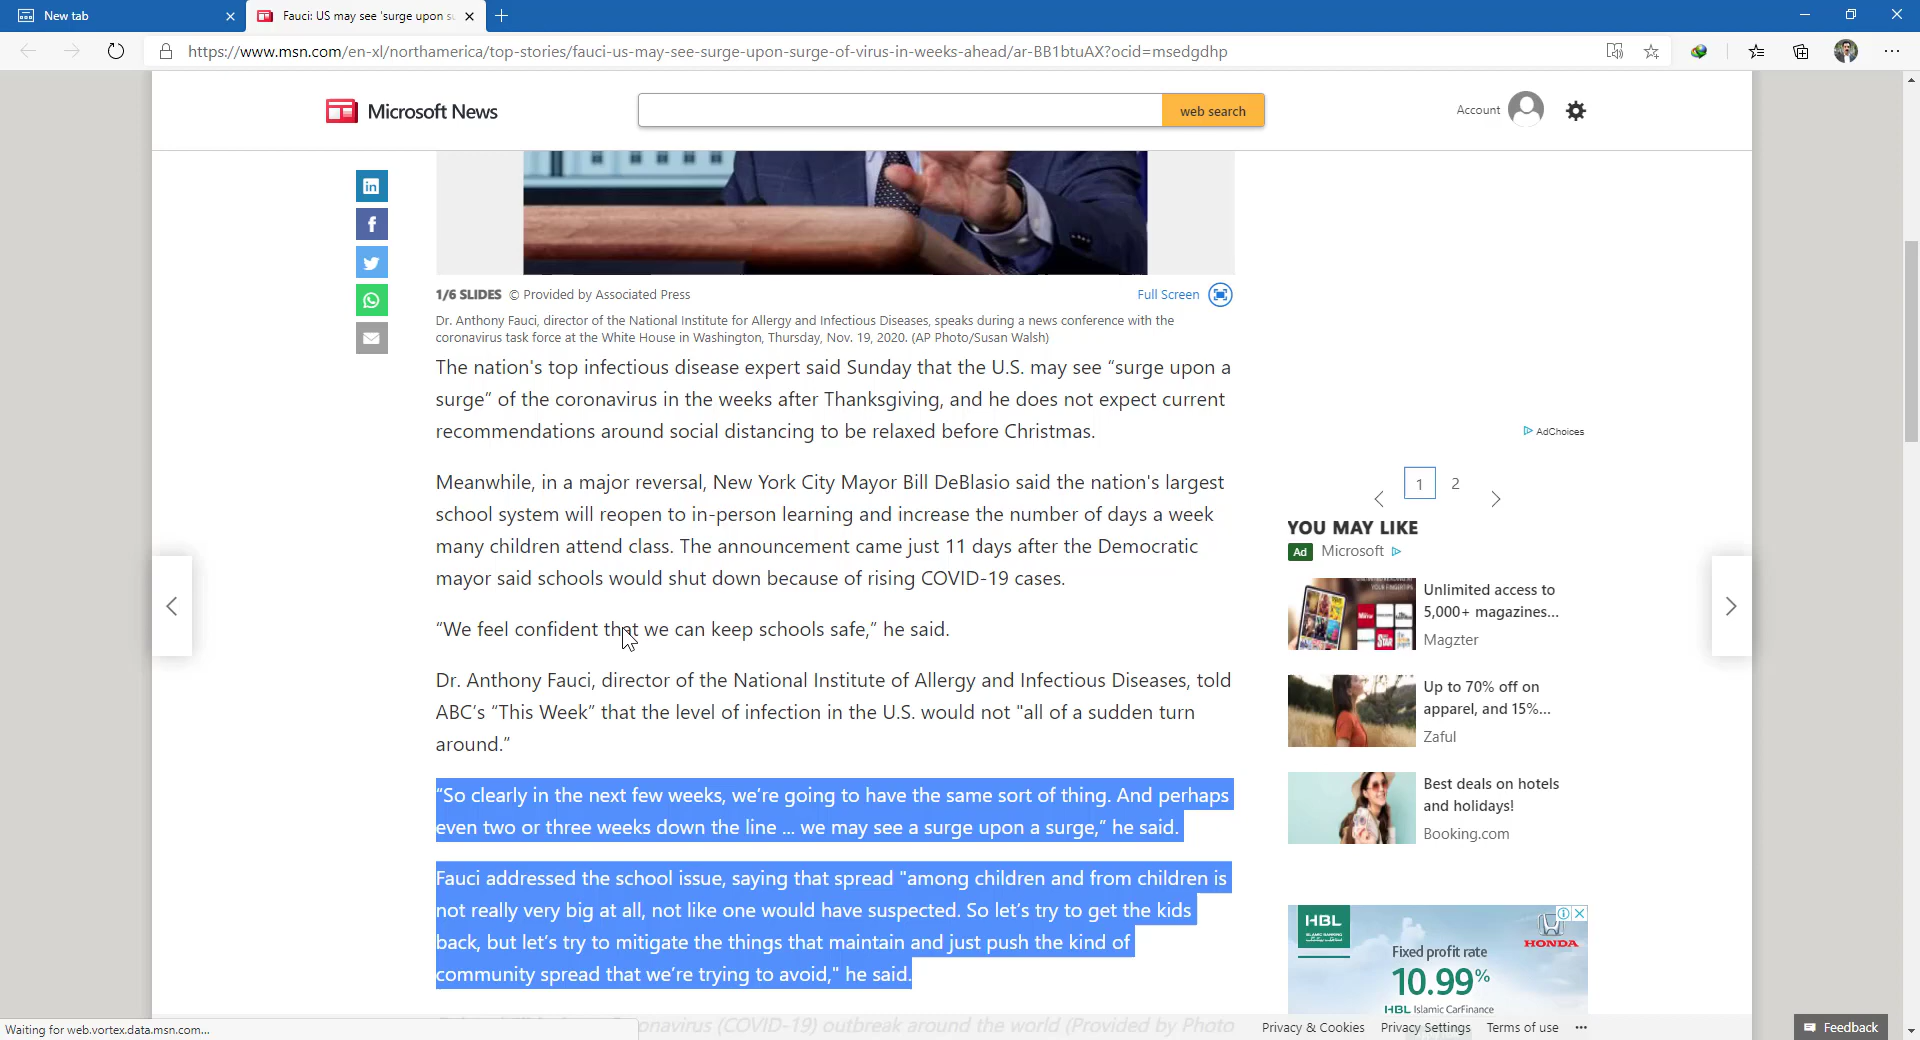 New tab
Fauci: US may see 'surge upon su
https://www.msn.com/en-xl/northamerica/top-stories/fauci-us-may-see-surge-upon-surge-of-virus-in-weeks-ahead/ar-BB1btuAX?ocid=msedgdhp
Microsoft News
web search
Account
in
f
1/6 SLIDES © Provided by Associated Press
Full Screen
Dr. Anthony Fauci, director of the National Institute for Allergy and Infectious Diseases, speaks during a news conference with the
coronavirus task force at the White House in Washington, Thursday, Nov. 19, 2020. (AP Photo/Susan Walsh)
The nation's top infectious disease expert said Sunday that the U.S. may see “surge upon a
surge” of the coronavirus in the weeks after Thanksgiving, and he does not expect current
recommendations around social distancing to be relaxed before Christmas.
Meanwhile, in a major reversal, New York City Mayor Bill DeBlasio said the nation's largest
school system will reopen to in-person learning and increase the number of days a week
many children attend class. The announcement came just 11 days after the Democratic
mayor said schools would shut down because of rising COVID-19 cases.
“We feel confident that we can keep schools safe,” he said.
Dr. Anthony Fauci, director of the National Institute of Allergy and Infectious Diseases, told
ABC’s “This Week” that the level of infection in the U.S. would not "all of a sudden turn
around.”
“So clearly in the next few weeks, we’re going to have the same sort of thing. And perhaps
even two or three weeks down the line ... we may see a surge upon a surge,” he said.
Fauci addressed the school issue, saying that spread "among children and from children is
not really very big at all, not like one would have suspected. So let’s try to get the kids
back, but let’s try to mitigate the things that maintain and just push the kind of
community spread that we’re trying to avoid," he said.
onavirus (COVID-19) outbreak around the world (Provided by Photo
AdChoices
1 2
YOU MAY LIKE
Ad Microsoft
Unlimited access to
5,000+ magazines...
Magzter
Up to 70% off on
apparel, and 15%...
Zaful
Best deals on hotels
and holidays!
Booking.com
HBL
HONDA
Fixed profit rate
10.99%
HBL Islamic CarFinance
Waiting for web.vortex.data.msn.com...
Privacy & Cookies Privacy Settings Terms of use ...
Feedback